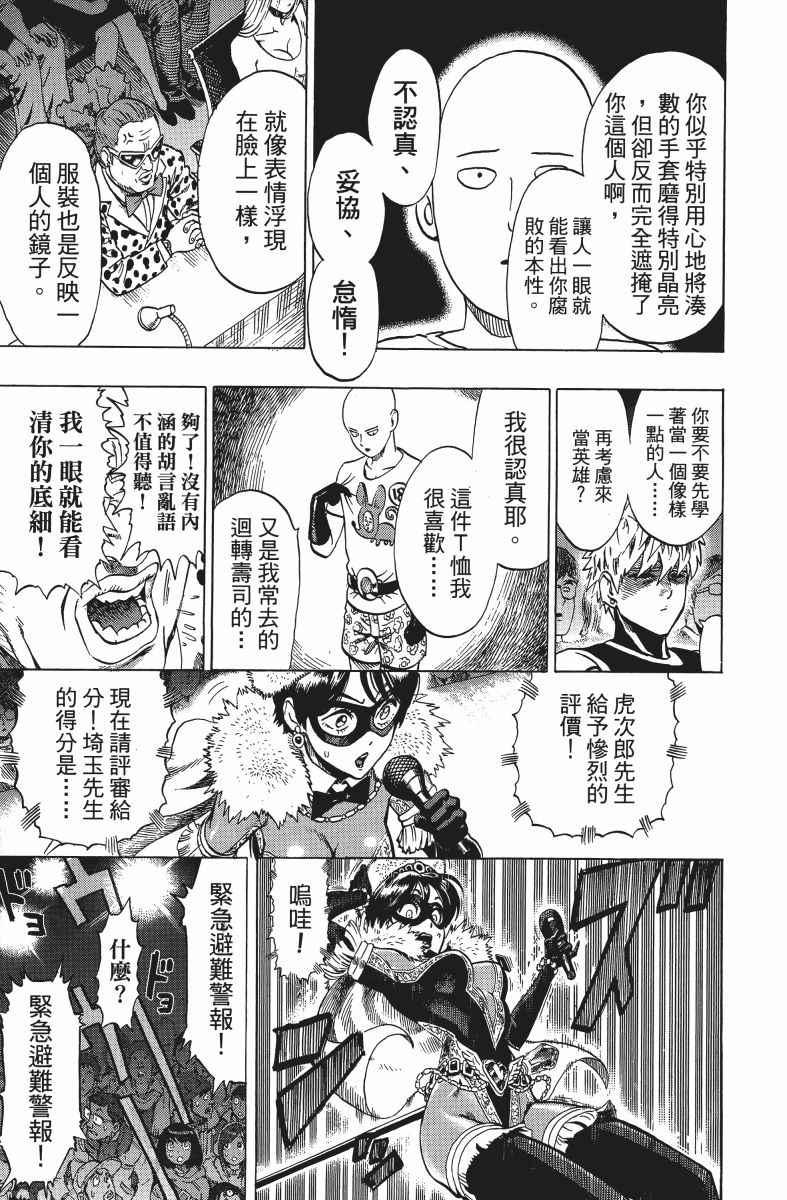 你似乎特別用心地將湊
數的手套磨得特別晶亮
，但卻反而完全遮掩了
你這個人啊，
讓人一眼就
能看出你腐
敗的本性。
不認真、
妥協、
怠惰！
就像表情浮現
在臉上一樣，
服裝也是反映一
個人的鏡子。
你要不要先學
著當一個像樣
一點的人……
再考慮來
當英雄？
我很認真耶。
這件T恤我
很喜歡……
又是我常去的
迴轉壽司的…
夠了！沒有內
涵的胡言亂語
不值得聽！
我一眼就能看
清你的底細！
虎次郎先生
給予慘烈的
評價！
現在請評審給
分！埼玉先生
的得分是……
ズズン
嗚哇！
緊急避難警報！
什麼？
緊急避難警報！
ウ
ウ
ドヨ
ドヨ